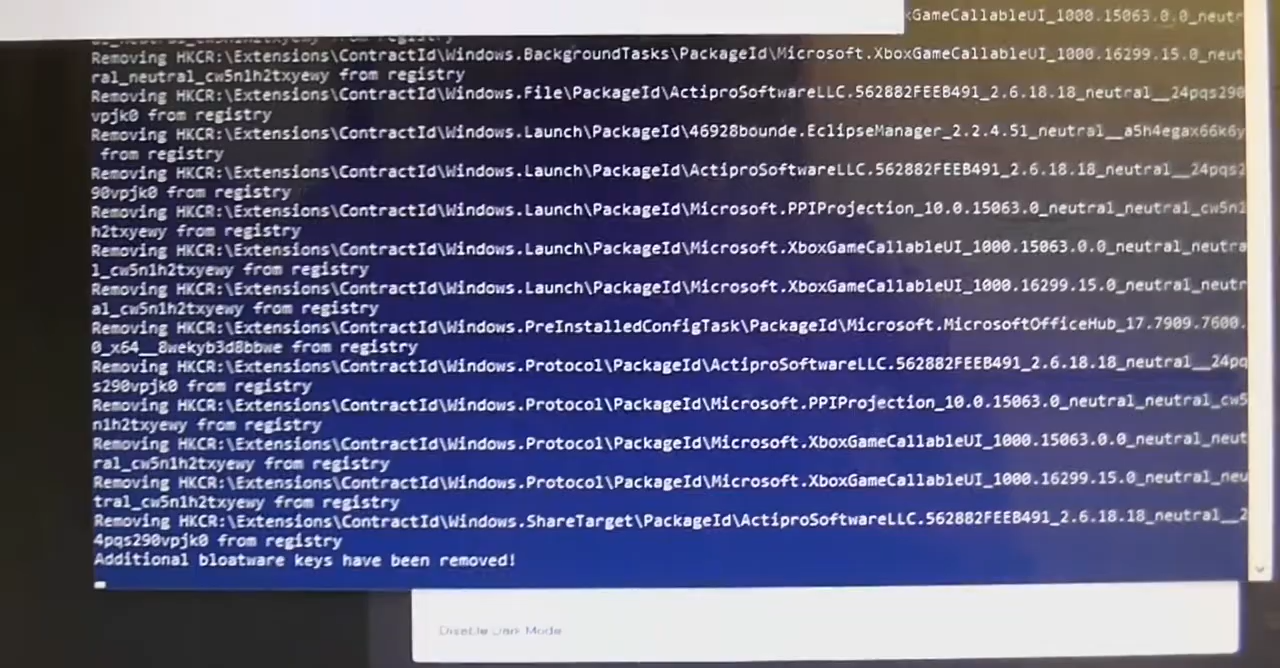 GameCallableUI_1000.15063.0.0_neutr
Removing HKCR:\Extensions\ContractId\Windows.BackgroundTasks\PackageId\Microsoft.XboxGameCallableUI_1000.16299.15.0_neut
ral_neutral_cw5n1h2txyewy from registry
Removing HKCR:\Extensions\ContractId\Windows.File\PackageId\ActiproSoftwareLLC.562882FEEB491_2.6.18.18_neutral__24pqs290
vpjk0 from registry
Removing HKCR:\Extensions\ContractId\Windows.Launch\PackageId\46928bounde.EclipseManager_2.2.4.51_neutral__a5h4egax66k6y
from registry
Removing HKCR:\Extensions\ContractId\Windows.Launch\PackageId\ActiproSoftwareLLC.562882FEEB491_2.6.18.18_neutral__24pqs2
90vpjk0 from registry
Removing HKCR:\Extensions\ContractId\Windows.Launch\PackageId\Microsoft.PPIProjection_10.0.15063.0_neutral_neutral_cw5n1
h2txyewy from registry
Removing HKCR:\Extensions\ContractId\Windows.Launch\PackageId\Microsoft.XboxGameCallableUI_1000.15063.0.0_neutral_neutra
l_cw5n1h2txyewy from registry
Removing HKCR:\Extensions\ContractId\Windows.Launch\PackageId\Microsoft.XboxGameCallableUI_1000.16299.15.0_neutral_neutr
al_cw5n1h2txyewy from registry
Removing HKCR:\Extensions\ContractId\Windows.PreInstalledConfigTask\PackageId\Microsoft.MicrosoftOfficeHub_17.7909.7600.
0_x64__8wekyb3d8bbwe from registry
Removing HKCR:\Extensions\ContractId\Windows.Protocol\PackageId\ActiproSoftwareLLC.562882FEEB491_2.6.18.18_neutral__24pq
s290vpjk0 from registry
Removing HKCR:\Extensions\ContractId\Windows.Protocol\PackageId\Microsoft.PPIProjection_10.0.15063.0_neutral_neutral_cw5
n1h2txyewy from registry
Removing HKCR:\Extensions\ContractId\Windows.Protocol\PackageId\Microsoft.XboxGameCallableUI_1000.15063.0.0_neutral_neut
ral_cw5n1h2txyewy from registry
Removing HKCR:\Extensions\ContractId\Windows.Protocol\PackageId\Microsoft.XboxGameCallableUI_1000.16299.15.0_neutral_neu
tral_cw5n1h2txyewy from registry
Removing HKCR:\Extensions\ContractId\Windows.ShareTarget\PackageId\ActiproSoftwareLLC.562882FEEB491_2.6.18.18_neutral__2
4pqs290vpjk0 from registry
Additional bloatware keys have been removed!
Disable Dark Mode